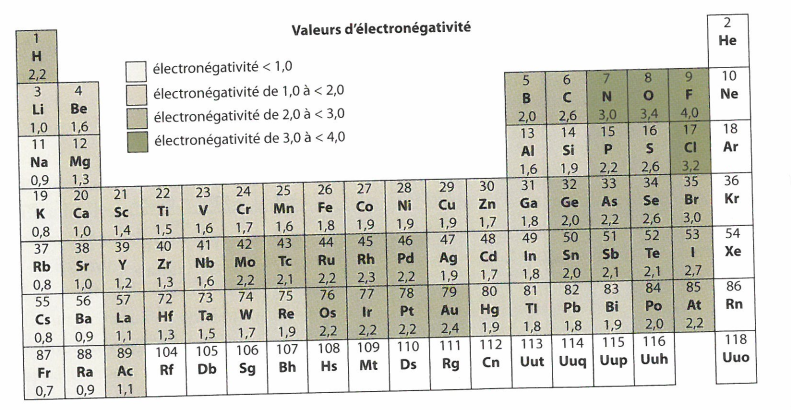 Valeurs d'électronégativité
électronégativité < 1,0
électronégativité de 1,0 à < 2,0
électronégativité de 2,0 à < 3,0
électronégativité de 3,0 à < 4,0
1 2
H He
2,2
3 4 5 6 7 8 9 10
Li Be B C N O F Ne
1,0 1,6 2,0 2,6 3,0 3,4 4,0
11 12 13 14 15 16 17 18
Na Mg Al Si P S Cl Ar
0,9 1,3 1,6 1,9 2,2 2,6 3,2
19 20 21 22 23 24 25 26 27 28 29 30 31 32 33 34 35 36
K Ca Sc Ti V Cr Mn Fe Co Ni Cu Zn Ga Ge As Se Br Kr
0,8 1,0 1,4 1,5 1,6 1,7 1,6 1,8 1,9 1,9 1,9 1,7 1,8 2,0 2,2 2,6 3,0
37 38 39 40 41 42 43 44 45 46 47 48 49 50 51 52 53 54
Rb Sr Y Zr Nb Mo Tc Ru Rh Pd Ag Cd In Sn Sb Te I Xe
0,8 1,0 1,2 1,3 1,6 2,2 2,1 2,2 2,3 2,2 1,9 1,7 1,8 2,0 2,1 2,1 2,7
55 56 57 72 73 74 75 76 77 78 79 80 81 82 83 84 85 86
Cs Ba La Hf Ta W Re Os Ir Pt Au Hg Tl Pb Bi Po At Rn
0,8 0,9 1,1 1,3 1,5 1,7 1,9 2,2 2,2 2,2 2,4 1,9 1,8 1,8 1,9 2,0 2,2
87 88 89 104 105 106 107 108 109 110 111 112 113 114 115 116 118
Fr Ra Ac Rf Db Sg Bh Hs Mt Ds Rg Cn Uut Uuq Uup Uuh Uuo
0,7 0,9 1,1